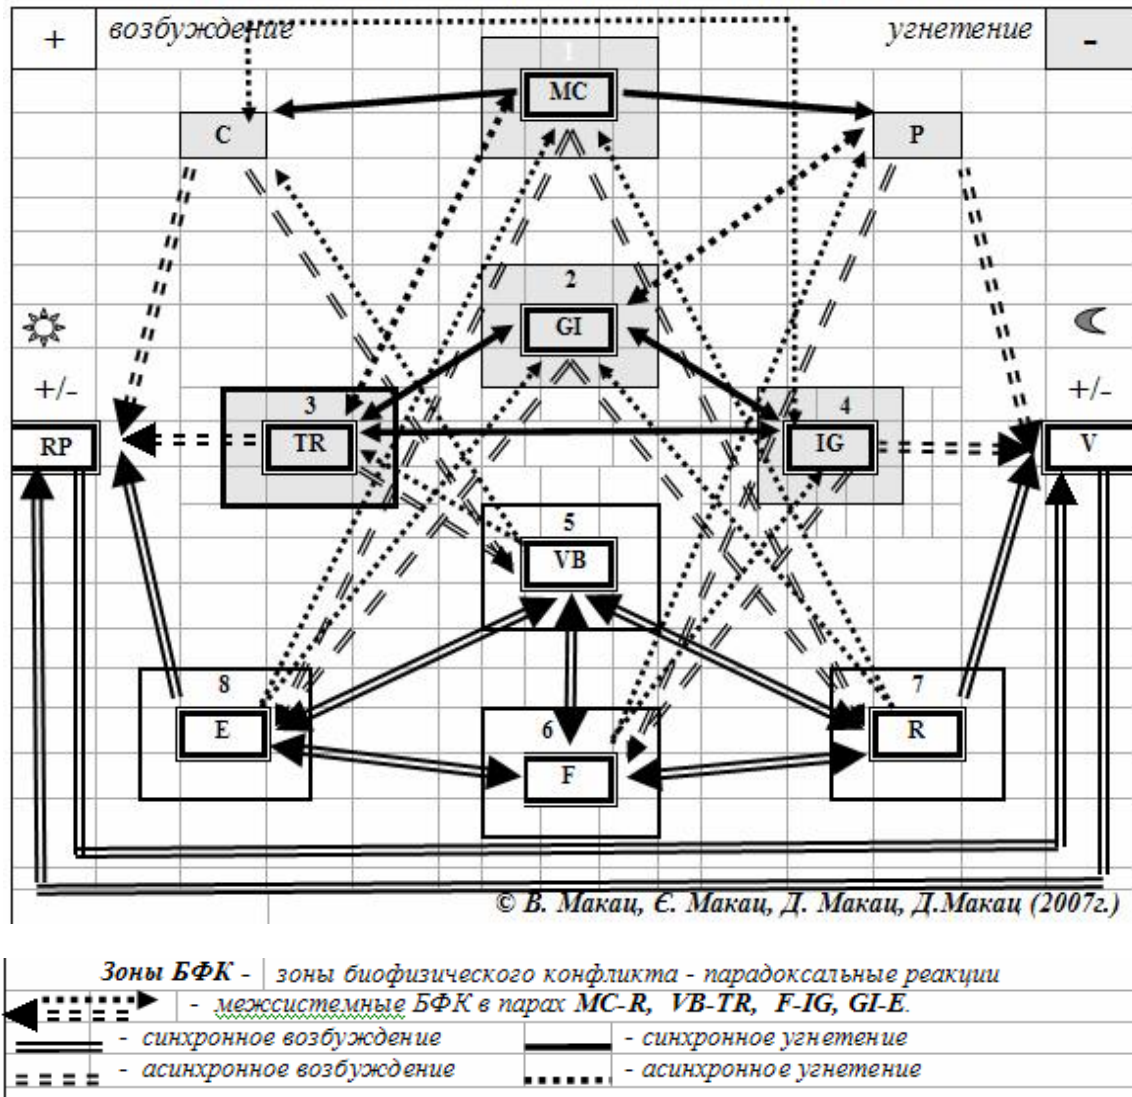 + возбуждение угнетение -
1
MC
C P
2
GI
+/- +/-
3 4
RP TR IG V
5
VB
8 7
E R
6
F
© В. Макац, Є. Макац, Д. Макац, Д.Макац (2007г.)
Зоны БФК - зоны биофизического конфликта - парадоксальные реакции
- межсистемные БФК в парах MC-R, VB-TR, F-IG, GI-E.
- синхронное возбуждение - синхронное угнетение
- асинхронное возбуждение - асинхронное угнетение